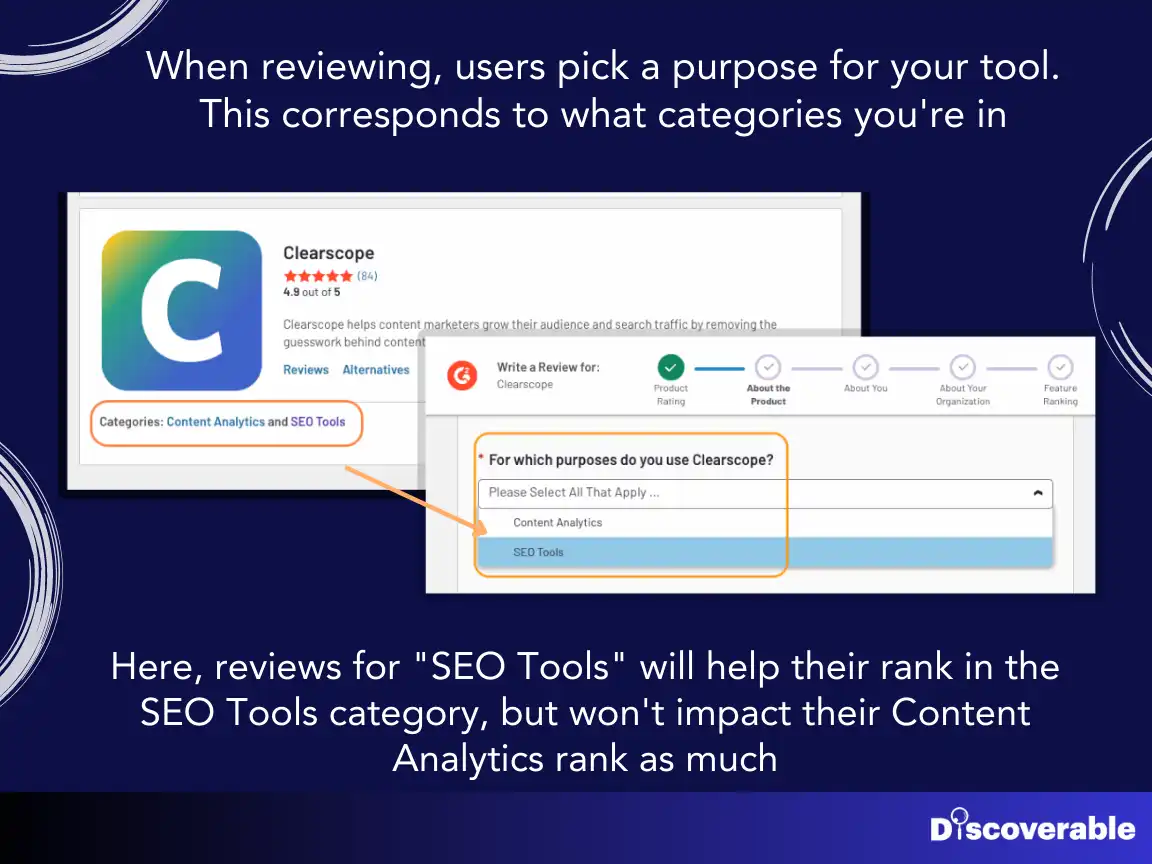 When reviewing, users pick a purpose for your tool.
This corresponds to what categories you're in
C
Clearscope
(84)
4.9 out of 5
Clearscope helps content marketers grow their audience and search traffic by removing the
guesswork behind content
Reviews Alternatives
Categories: Content Analytics and SEO Tools
G2
Write a Review for:
Clearscope
Product
Rating
About the
Product
About You
About Your
Organization
Feature
Ranking
* For which purposes do you use Clearscope?
Please Select All That Apply ...
Content Analytics
SEO Tools
Here, reviews for "SEO Tools" will help their rank in the
SEO Tools category, but won't impact their Content
Analytics rank as much
Discoverable